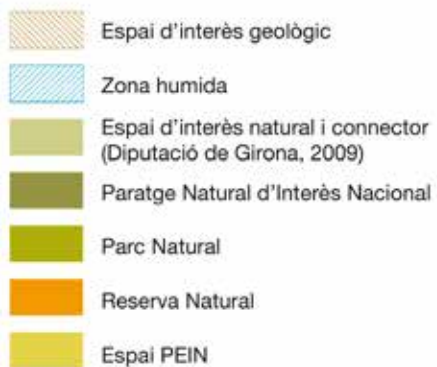 Espai d'interès geològic
Zona humida
Espai d'interès natural i connector
(Diputació de Girona, 2009)
Paratge Natural d'Interès Nacional
Parc Natural
Reserva Natural
Espai PEIN